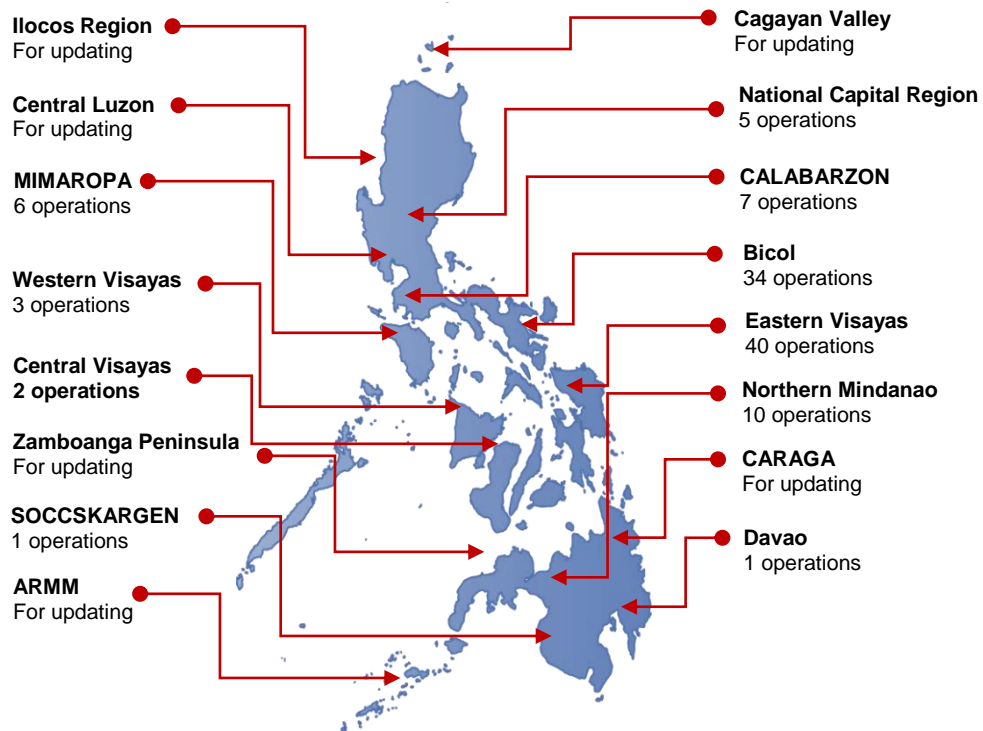 Ilocos Region
For updating
Central Luzon
For updating
MIMAROPA
6 operations
Western Visayas
3 operations
Central Visayas
2 operations
Zamboanga Peninsula
For updating
SOCCSKARGEN
1 operations
ARMM
For updating
Cagayan Valley
For updating
National Capital Region
5 operations
CALABARZON
7 operations
Bicol
34 operations
Eastern Visayas
40 operations
Northern Mindanao
10 operations
CARAGA
For updating
Davao
1 operations